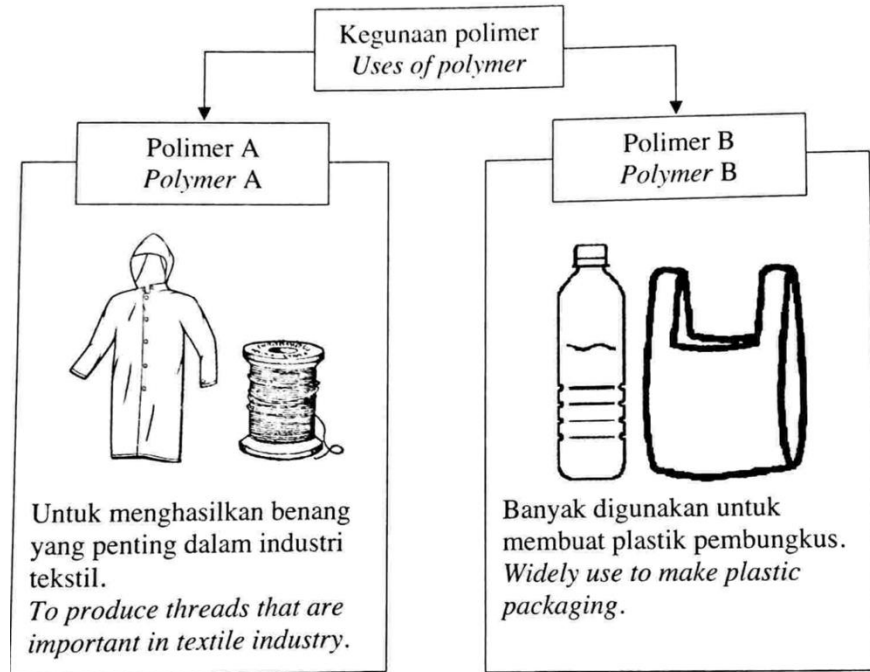 Kegunaan polimer
Uses of polymer
Polimer A
Polymer A
Untuk menghasilkan benang
yang penting dalam industri
tekstil.
To produce threads that are
important in textile industry.
Polimer B
Polymer B
Banyak digunakan untuk
membuat plastik pembungkus.
Widely use to make plastic
packaging.